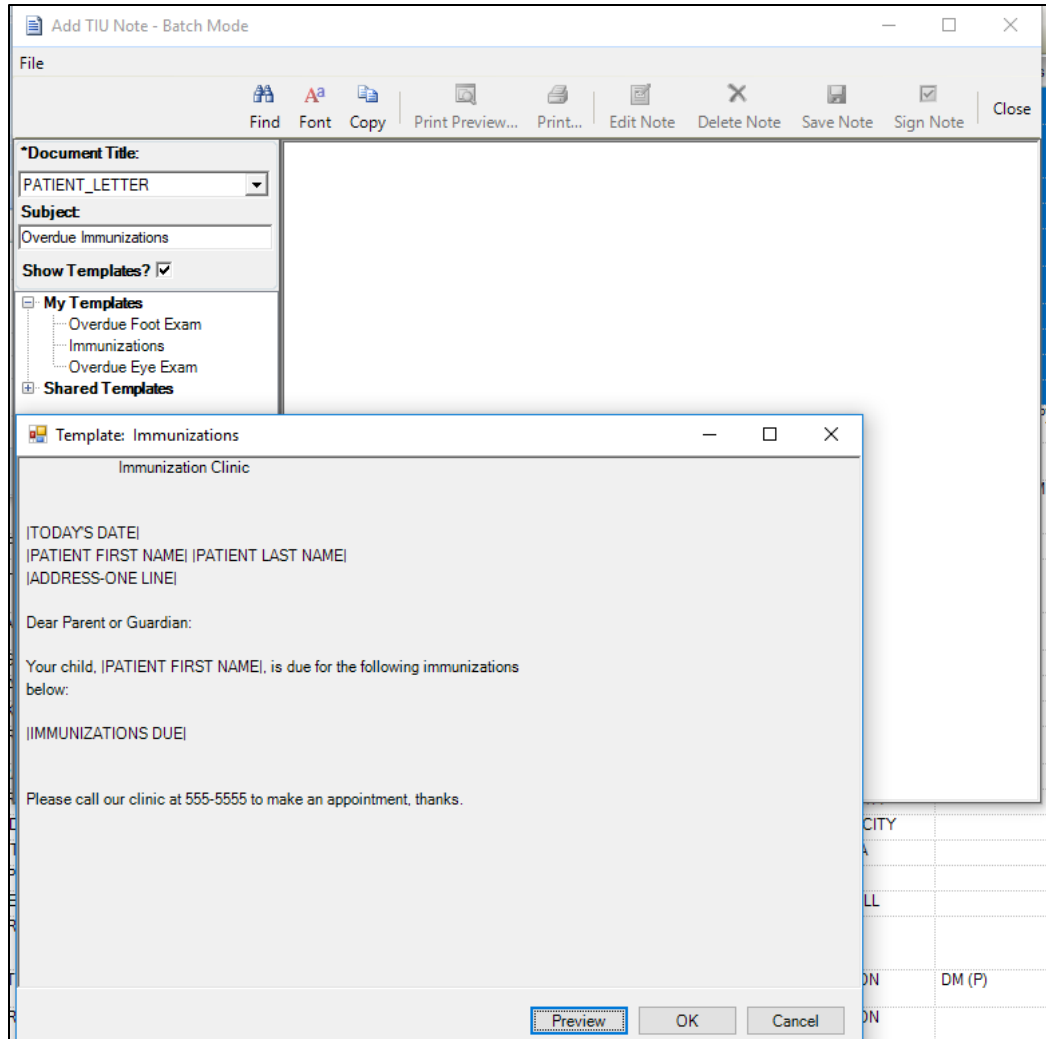 Add TIU Note - Batch Mode
File
Find Font Copy Print Preview... Print... Edit Note Delete Note Save Note Sign Note Close
*Document Title:
PATIENT_LETTER
Subject:
Overdue Immunizations
Show Templates?
My Templates
Overdue Foot Exam
Immunizations
Overdue Eye Exam
Shared Templates
Template: Immunizations
Immunization Clinic
|TODAY'S DATE|
|PATIENT FIRST NAME| |PATIENT LAST NAME|
|ADDRESS-ONE LINE|
Dear Parent or Guardian:
Your child, |PATIENT FIRST NAME|, is due for the following immunizations
below:
|IMMUNIZATIONS DUE|
Please call our clinic at 555-5555 to make an appointment, thanks.
CITY
LL
ON DM (P)
ON
Preview OK Cancel